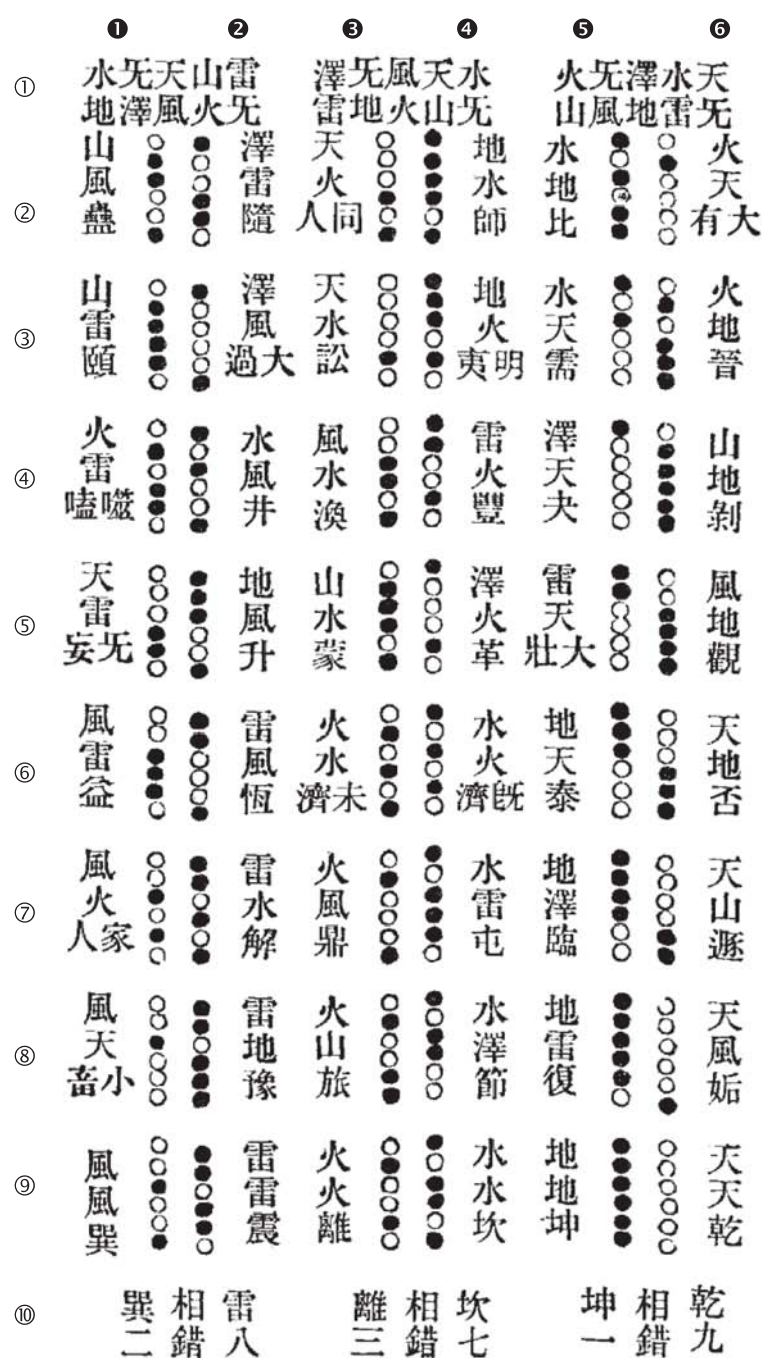 ❶ ❷ ❸ ❹ ❺ ❻
① 水旡天山雷 澤旡風天水 火旡澤水天
地澤風火旡 雷地火山旡 山風地雷旡
② 山風蠱 澤雷隨 天火同人 地水師 水地比 火天大有
③ 山雷頤 澤風大過 天水訟 地火明夷 水天需 火地晉
④ 火雷噬嗑 水風井 風水渙 雷火豐 澤天夬 山地剝
⑤ 天雷旡妄 地風升 山水蒙 澤火革 雷天大壯 風地觀
⑥ 風雷益 雷風恆 火水未濟 水火旣濟 地天泰 天地否
⑦ 風火家人 雷水解 火風鼎 水雷屯 地澤臨 天山遯
⑧ 風天小畜 雷地豫 火山旅 水澤節 地雷復 天風姤
⑨ 風風巽 雷雷震 火火離 水水坎 地地坤 天天乾
⑩ 巽二 相錯 雷八 離三 相錯 坎七 坤一 相錯 乾九